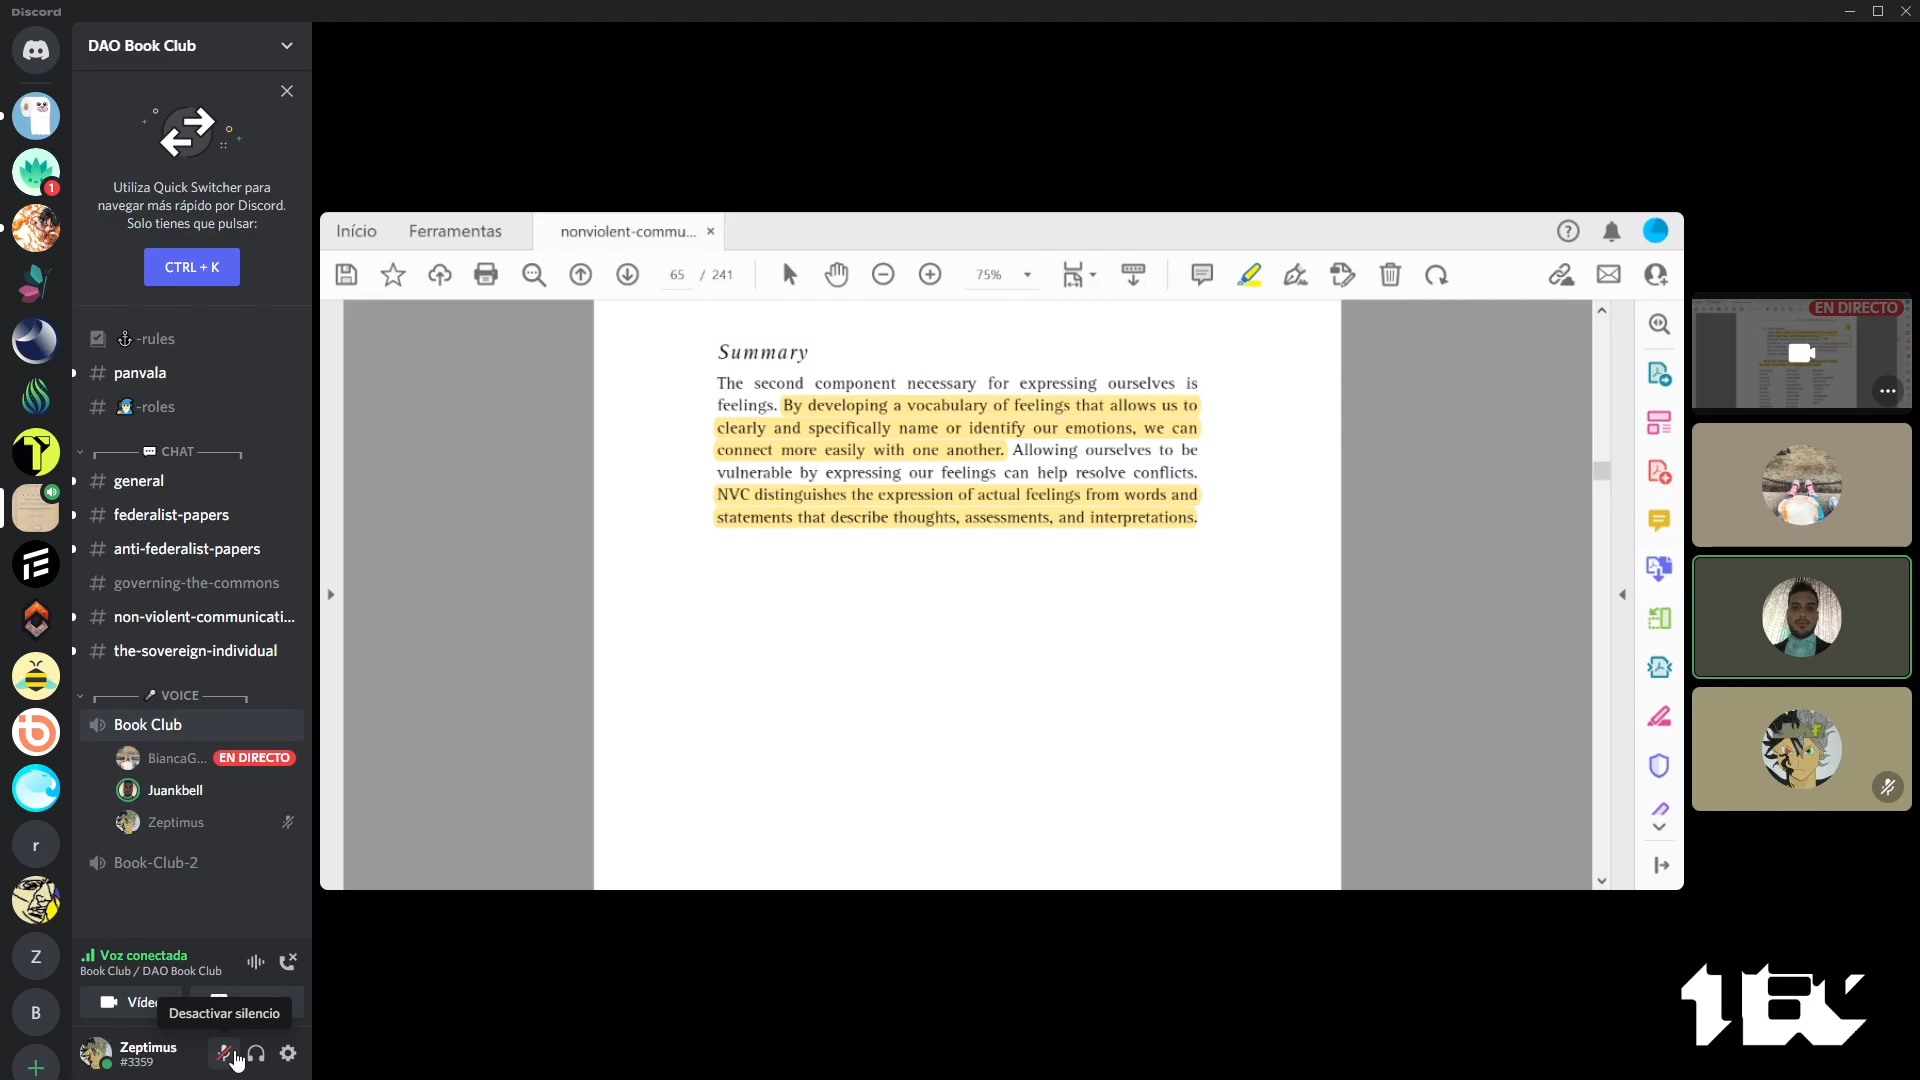 Discord
DAO Book Club
Utiliza Quick Switcher para
navegar más rápido por Discord.
Solo tienes que pulsar:
CTRL + K
-rules
panvala
-roles
CHAT
general
federalist-papers
anti-federalist-papers
governing-the-commons
non-violent-communicati...
the-sovereign-individual
VOICE
Book Club
BiancaG... EN DIRECTO
Juankbell
Zeptimus
Book-Club-2
Voz conectada
Book Club / DAO Book Club
Víde
Desactivar silencio
Zeptimus
#3359
1
r
Z
B
Início Ferramentas nonviolent-commu...
65 / 241 75%
Summary
The second component necessary for expressing ourselves is
feelings. By developing a vocabulary of feelings that allows us to
clearly and specifically name or identify our emotions, we can
connect more easily with one another. Allowing ourselves to be
vulnerable by expressing our feelings can help resolve conflicts.
NVC distinguishes the expression of actual feelings from words and
statements that describe thoughts, assessments, and interpretations.
EN DIRECTO